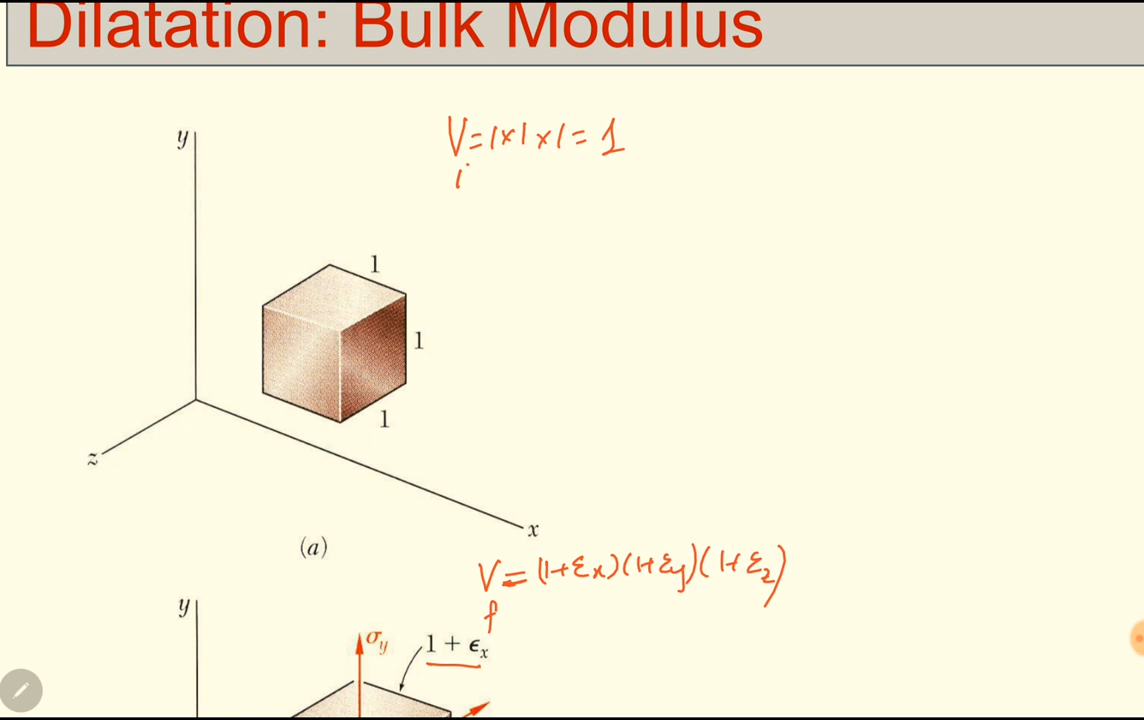 Dilatation: Bulk Modulus
y
V=1×1×1=1
i
1
1
1
z
x
(a)
V=(1+εx)(1+εy)(1+εz)
f
y
σy
1 + ϵx